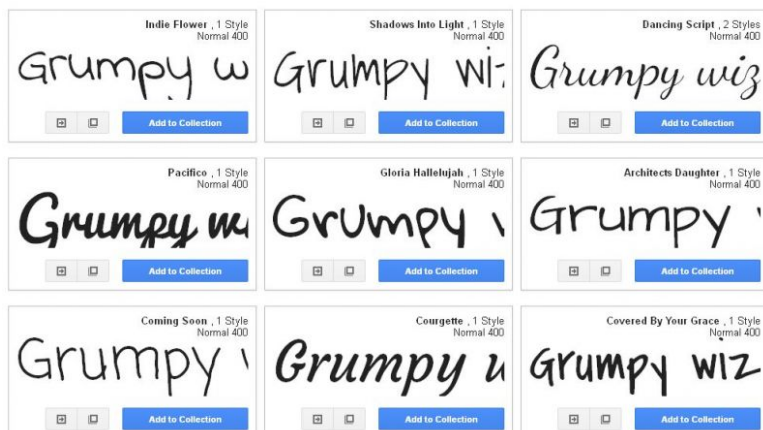 Indie Flower , 1 Style
Normal 400
Grumpy w
Add to Collection
Shadows Into Light , 1 Style
Normal 400
Grumpy wiz
Add to Collection
Dancing Script , 2 Styles
Normal 400
Grumpy wiz
Add to Collection
Pacifico , 1 Style
Normal 400
Grumpy wi
Add to Collection
Gloria Hallelujah , 1 Style
Normal 400
Grumpy
Add to Collection
Architects Daughter , 1 Style
Normal 400
Grumpy
Add to Collection
Coming Soon , 1 Style
Normal 400
Grumpy
Add to Collection
Courgette , 1 Style
Normal 400
Grumpy
Add to Collection
Covered By Your Grace , 1 Style
Normal 400
Grumpy wiz
Add to Collection